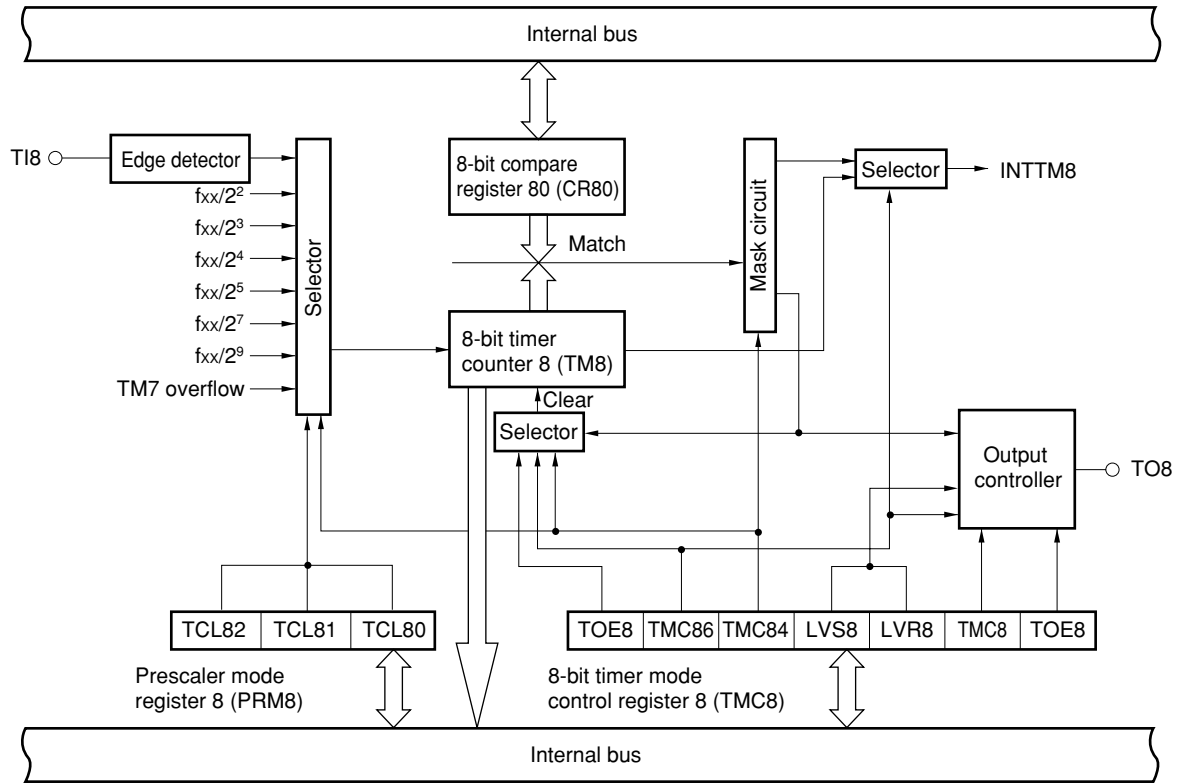 Internal bus
TI8
Edge detector
fxx/2²
fxx/2³
fxx/2⁴
fxx/2⁵
fxx/2⁷
fxx/2⁹
TM7 overflow
Selector
8-bit compare
register 80 (CR80)
Match
Mask circuit
Selector
INTTM8
8-bit timer
counter 8 (TM8)
Clear
Selector
Output
controller
TO8
TCL82 TCL81 TCL80
Prescaler mode
register 8 (PRM8)
TOE8 TMC86 TMC84 LVS8 LVR8 TMC8 TOE8
8-bit timer mode
control register 8 (TMC8)
Internal bus